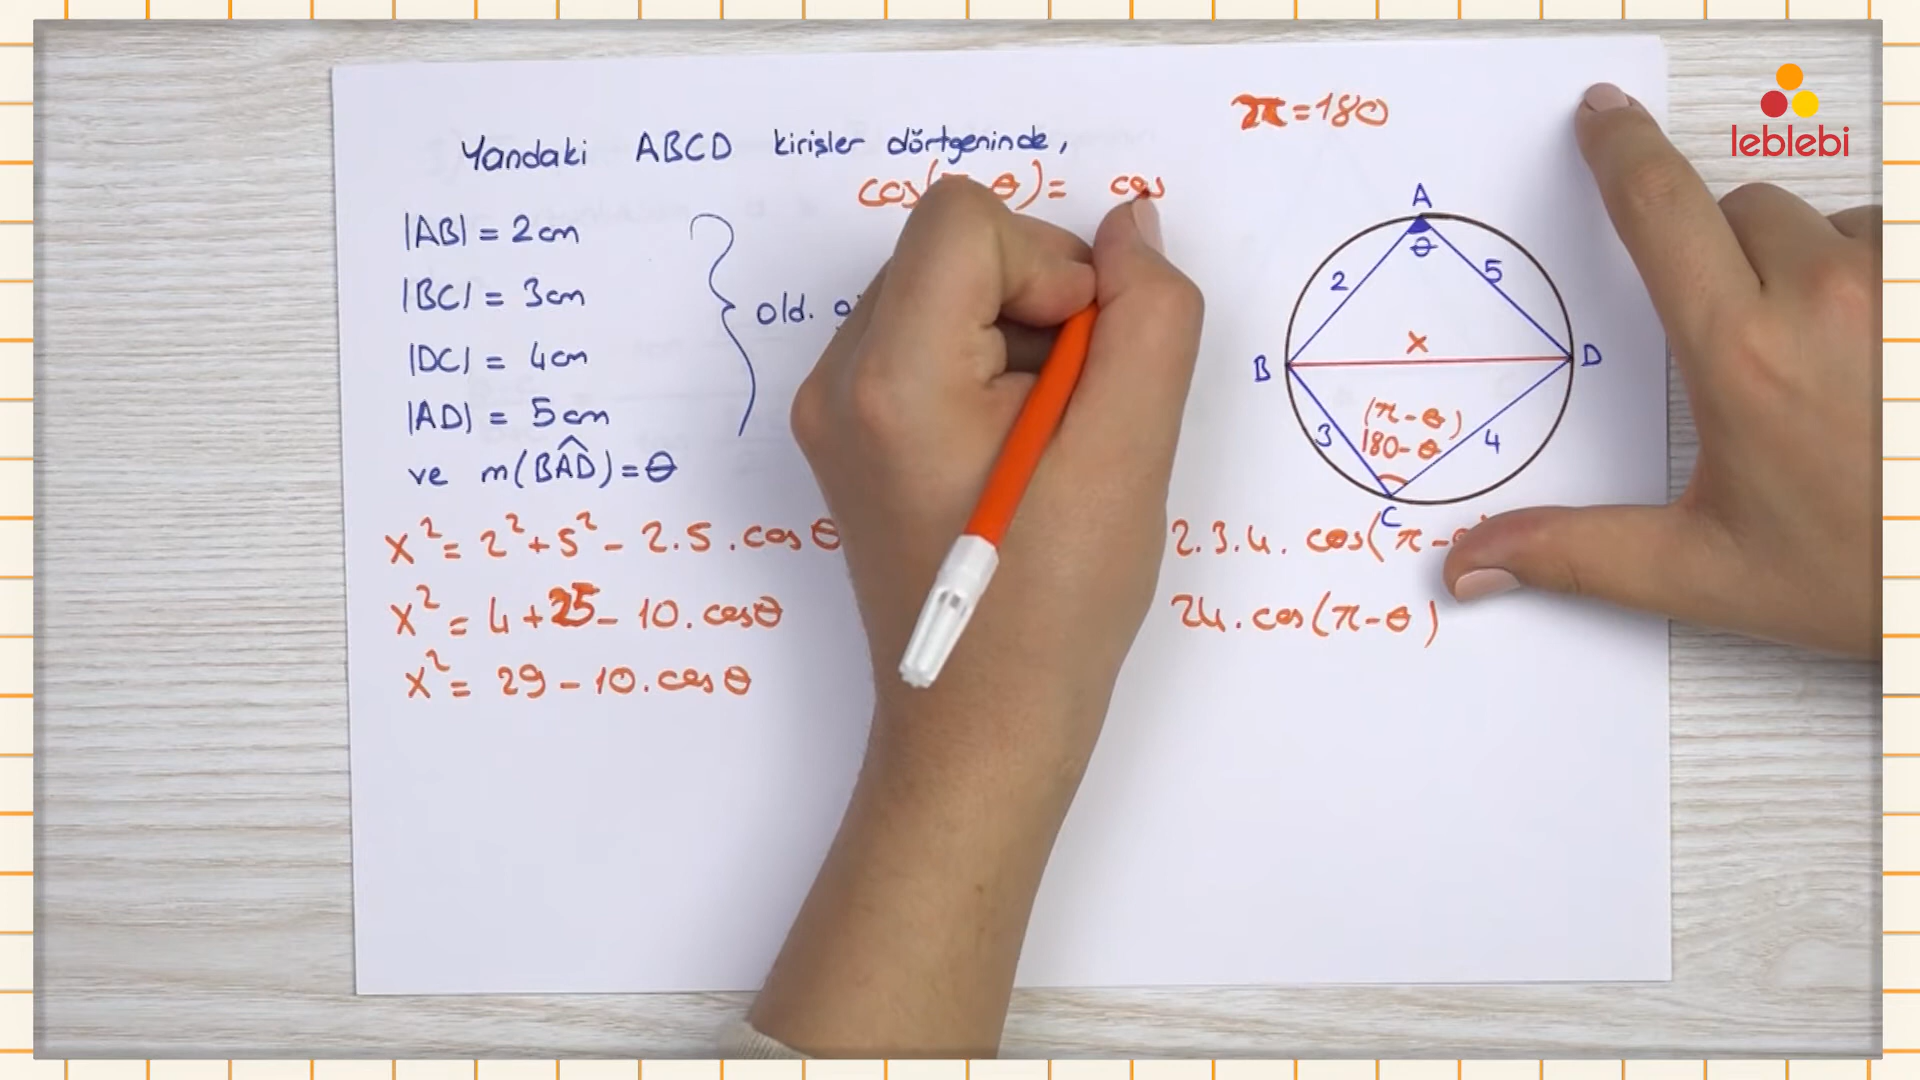 π=180
leblebi
Yandaki ABCD kirişler dörtgeninde,
cos( θ)= cos
|AB| = 2cm
|BC| = 3cm
|DC| = 4cm
|AD| = 5cm
old.
ve m(BÂD)=θ
x²= 2²+5²- 2.5 .cosθ
x²= 4+25- 10.cosθ
x²= 29-10.cosθ
2.3.4. cos(π-
24.cos(π-θ)
A
θ
2
5
x
B
D
(π-θ)
180-θ
3
4
C